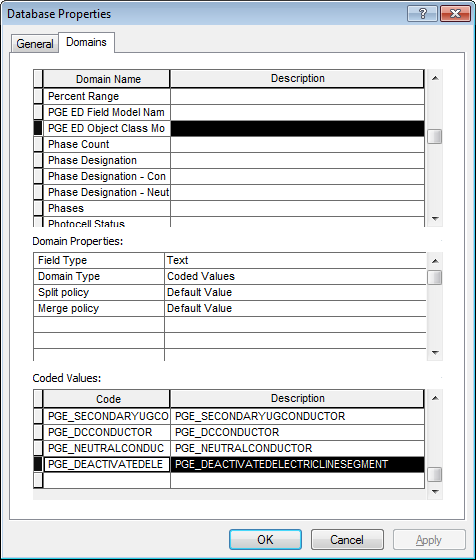 Database Properties
General Domains
Domain Name Description
Percent Range
PGE ED Field Model Nam
PGE ED Object Class Mo
Phase Count
Phase Designation
Phase Designation - Con
Phase Designation - Neut
Phases
Photocell Status
Domain Properties:
Field Type Text
Domain Type Coded Values
Split policy Default Value
Merge policy Default Value
Coded Values:
Code Description
PGE_SECONDARYUGCO PGE_SECONDARYUGCONDUCTOR
PGE_DCCONDUCTOR PGE_DCCONDUCTOR
PGE_NEUTRALCONDUC PGE_NEUTRALCONDUCTOR
PGE_DEACTIVATEDELE PGE_DEACTIVATEDELECTRICLINESEGMENT
OK Cancel Apply